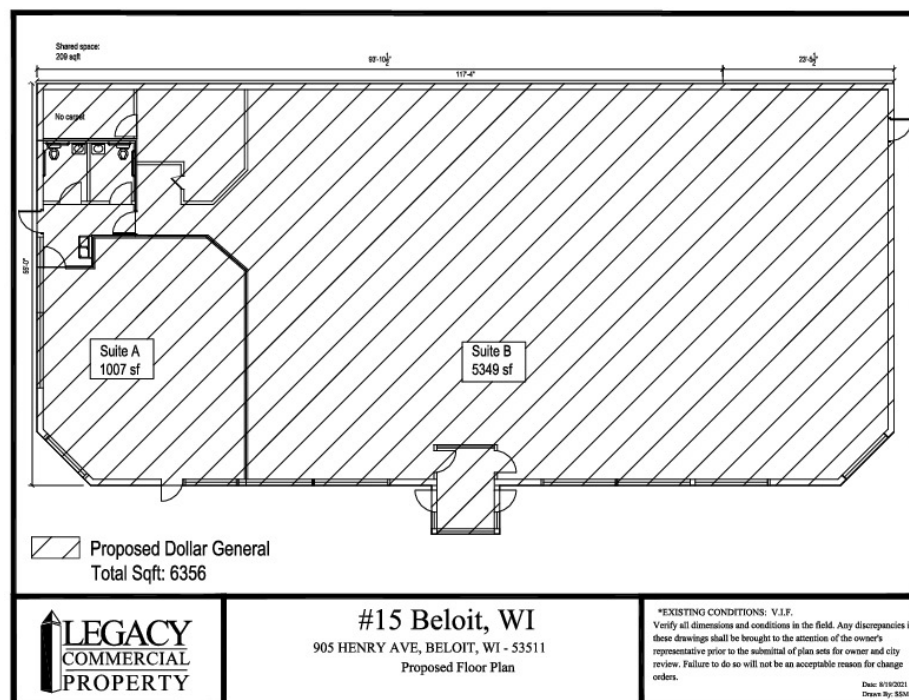 Shared space:
209 sqft
93'-10½"
23'-5½"
117'-4"
No carpet
55'-0"
Suite A
1007 sf
Suite B
5349 sf
Proposed Dollar General
Total Sqft: 6356
LEGACY
COMMERCIAL
PROPERTY
#15 Beloit, WI
905 HENRY AVE, BELOIT, WI - 53511
Proposed Floor Plan
*EXISTING CONDITIONS: V.I.F.
Verify all dimensions and conditions in the field. Any discrepancies i
these drawings shall be brought to the attention of the owner's
representative prior to the submittal of plan sets for owner and city
review. Failure to do so will not be an acceptable reason for change
orders.
Date: 8/19/2021
Drawn By: SSM